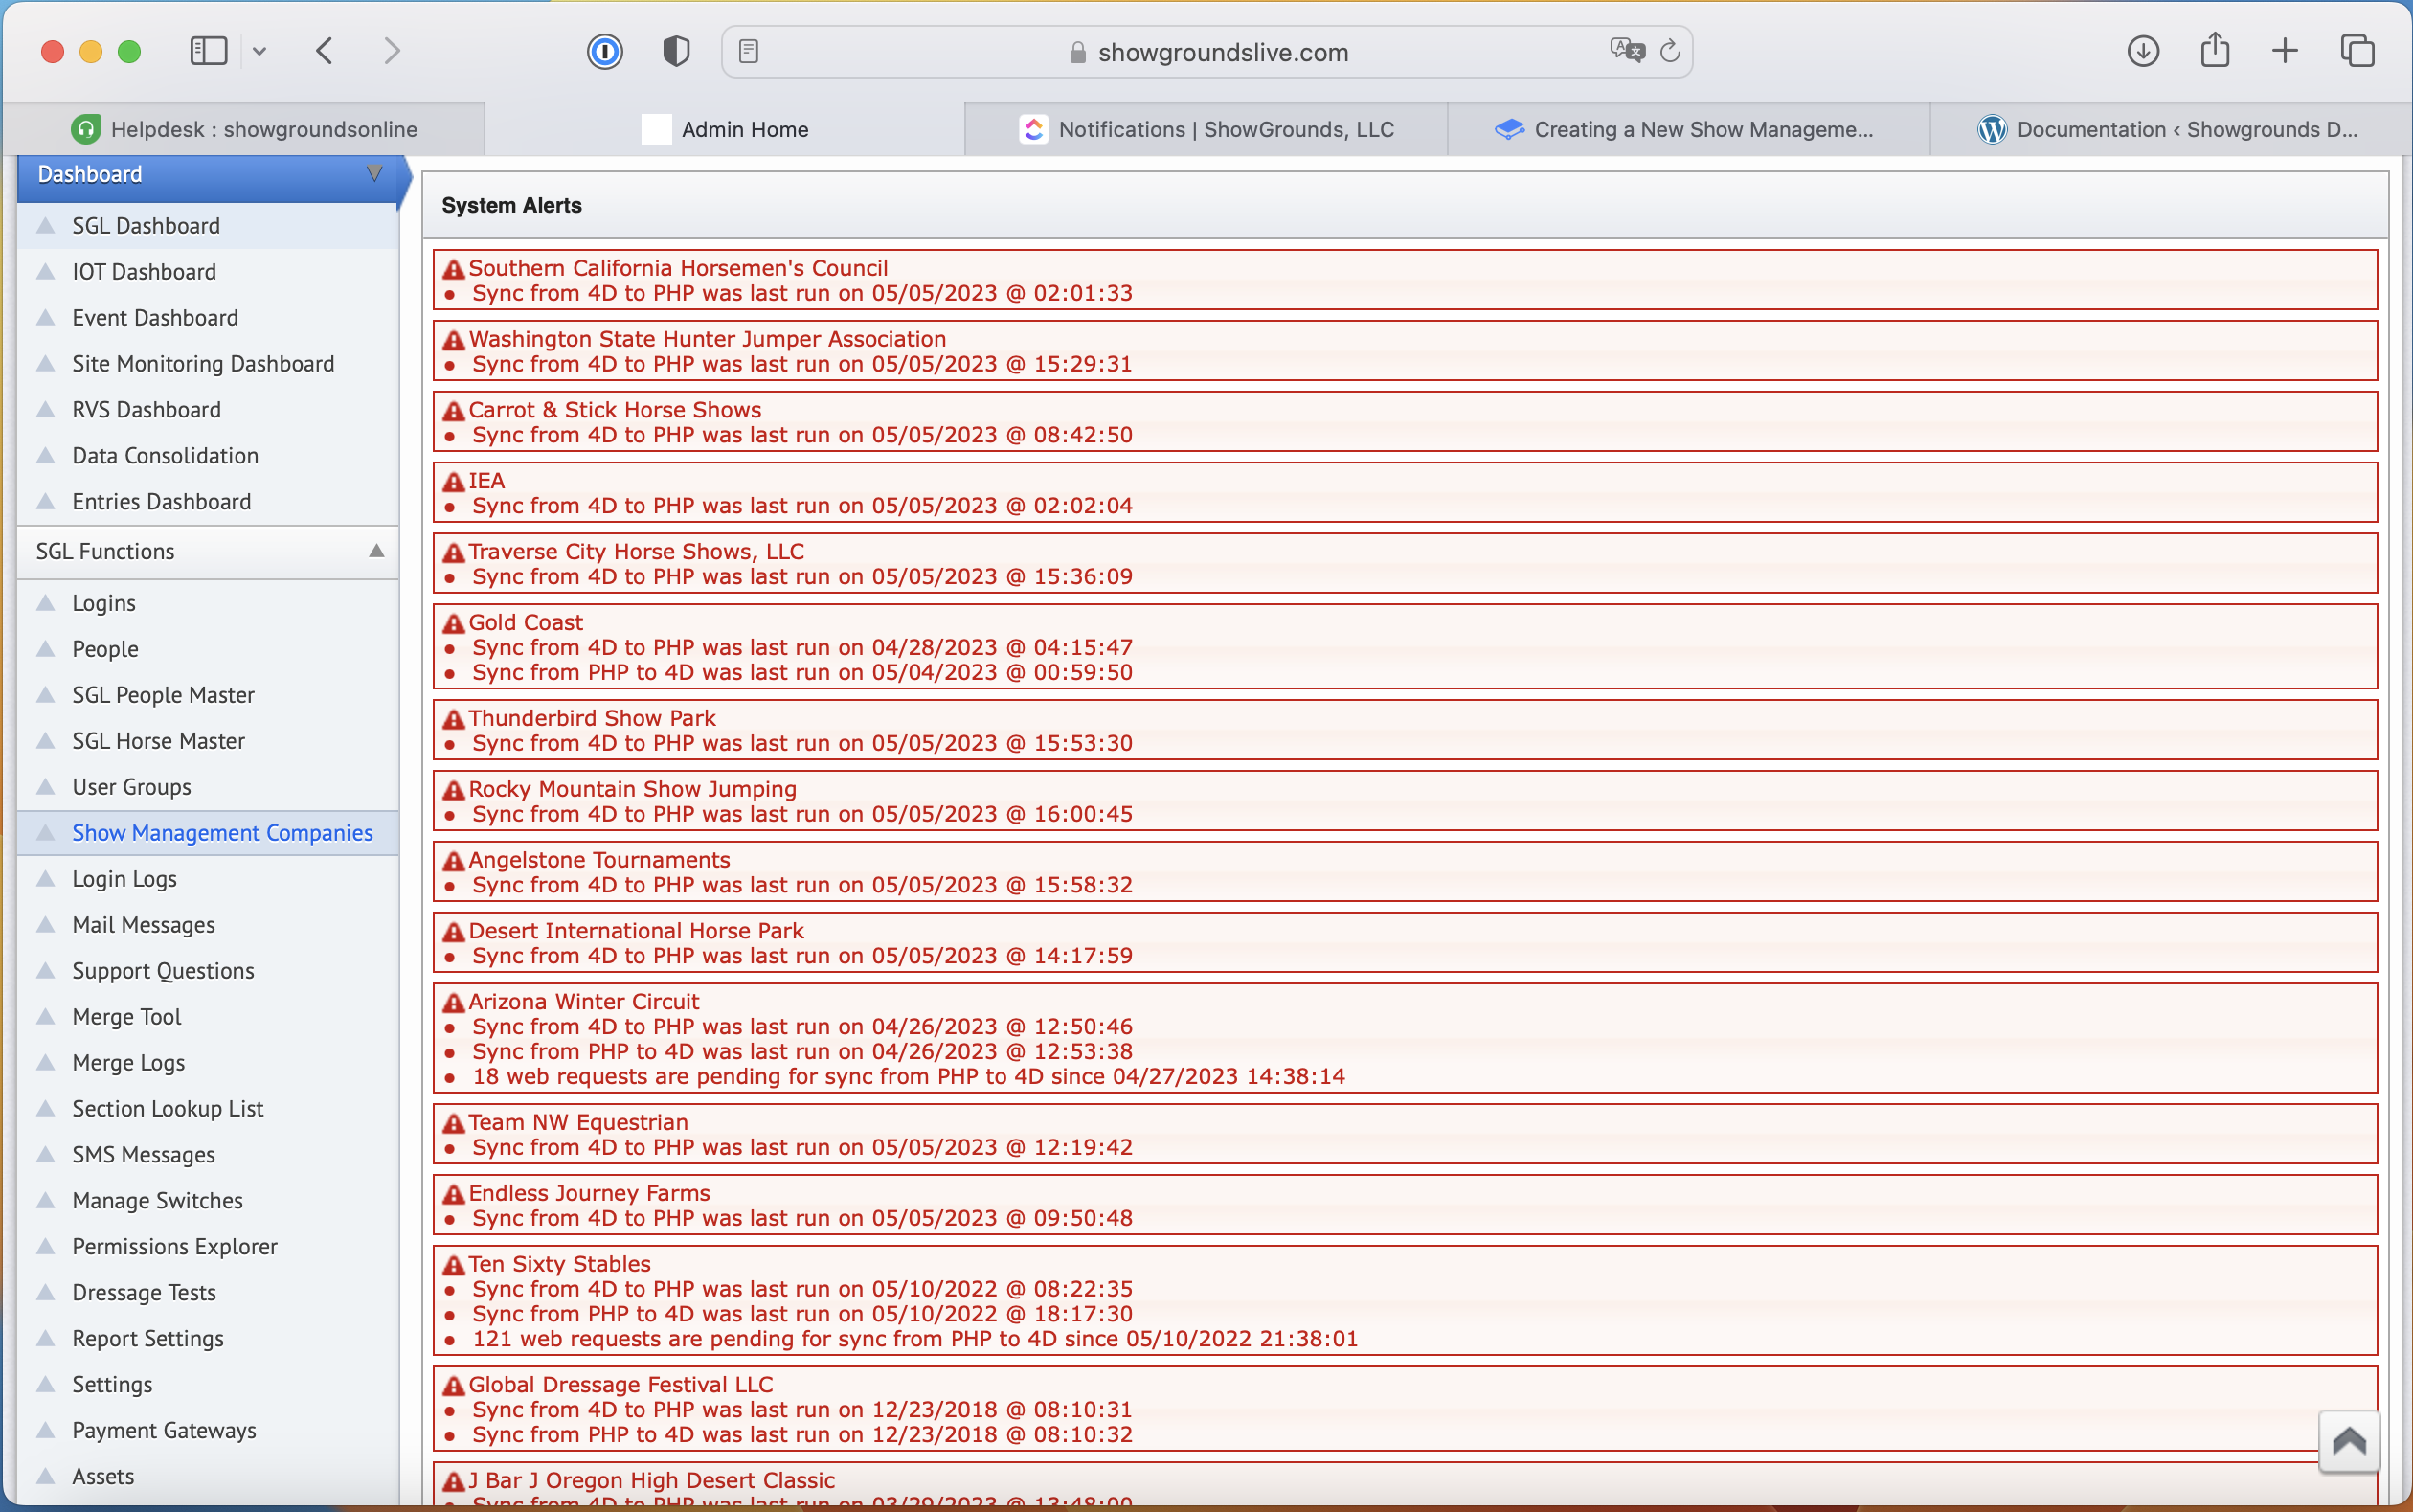 showgroundslive.com
Helpdesk : showgroundsonline
Admin Home
Notifications | ShowGrounds, LLC
Creating a New Show Manageme...
Documentation ‹ Showgrounds D...
Dashboard
SGL Dashboard
IOT Dashboard
Event Dashboard
Site Monitoring Dashboard
RVS Dashboard
Data Consolidation
Entries Dashboard
SGL Functions
Logins
People
SGL People Master
SGL Horse Master
User Groups
Show Management Companies
Login Logs
Mail Messages
Support Questions
Merge Tool
Merge Logs
Section Lookup List
SMS Messages
Manage Switches
Permissions Explorer
Dressage Tests
Report Settings
Settings
Payment Gateways
Assets
System Alerts
Southern California Horsemen's Council
• Sync from 4D to PHP was last run on 05/05/2023 @ 02:01:33
Washington State Hunter Jumper Association
• Sync from 4D to PHP was last run on 05/05/2023 @ 15:29:31
Carrot & Stick Horse Shows
• Sync from 4D to PHP was last run on 05/05/2023 @ 08:42:50
IEA
• Sync from 4D to PHP was last run on 05/05/2023 @ 02:02:04
Traverse City Horse Shows, LLC
• Sync from 4D to PHP was last run on 05/05/2023 @ 15:36:09
Gold Coast
• Sync from 4D to PHP was last run on 04/28/2023 @ 04:15:47
• Sync from PHP to 4D was last run on 05/04/2023 @ 00:59:50
Thunderbird Show Park
• Sync from 4D to PHP was last run on 05/05/2023 @ 15:53:30
Rocky Mountain Show Jumping
• Sync from 4D to PHP was last run on 05/05/2023 @ 16:00:45
Angelstone Tournaments
• Sync from 4D to PHP was last run on 05/05/2023 @ 15:58:32
Desert International Horse Park
• Sync from 4D to PHP was last run on 05/05/2023 @ 14:17:59
Arizona Winter Circuit
• Sync from 4D to PHP was last run on 04/26/2023 @ 12:50:46
• Sync from PHP to 4D was last run on 04/26/2023 @ 12:53:38
• 18 web requests are pending for sync from PHP to 4D since 04/27/2023 14:38:14
Team NW Equestrian
• Sync from 4D to PHP was last run on 05/05/2023 @ 12:19:42
Endless Journey Farms
• Sync from 4D to PHP was last run on 05/05/2023 @ 09:50:48
Ten Sixty Stables
• Sync from 4D to PHP was last run on 05/10/2022 @ 08:22:35
• Sync from PHP to 4D was last run on 05/10/2022 @ 18:17:30
• 121 web requests are pending for sync from PHP to 4D since 05/10/2022 21:38:01
Global Dressage Festival LLC
• Sync from 4D to PHP was last run on 12/23/2018 @ 08:10:31
• Sync from PHP to 4D was last run on 12/23/2018 @ 08:10:32
J Bar J Oregon High Desert Classic
• Sync from 4D to PHP was last run on 03/29/2023 @ 13:48:00